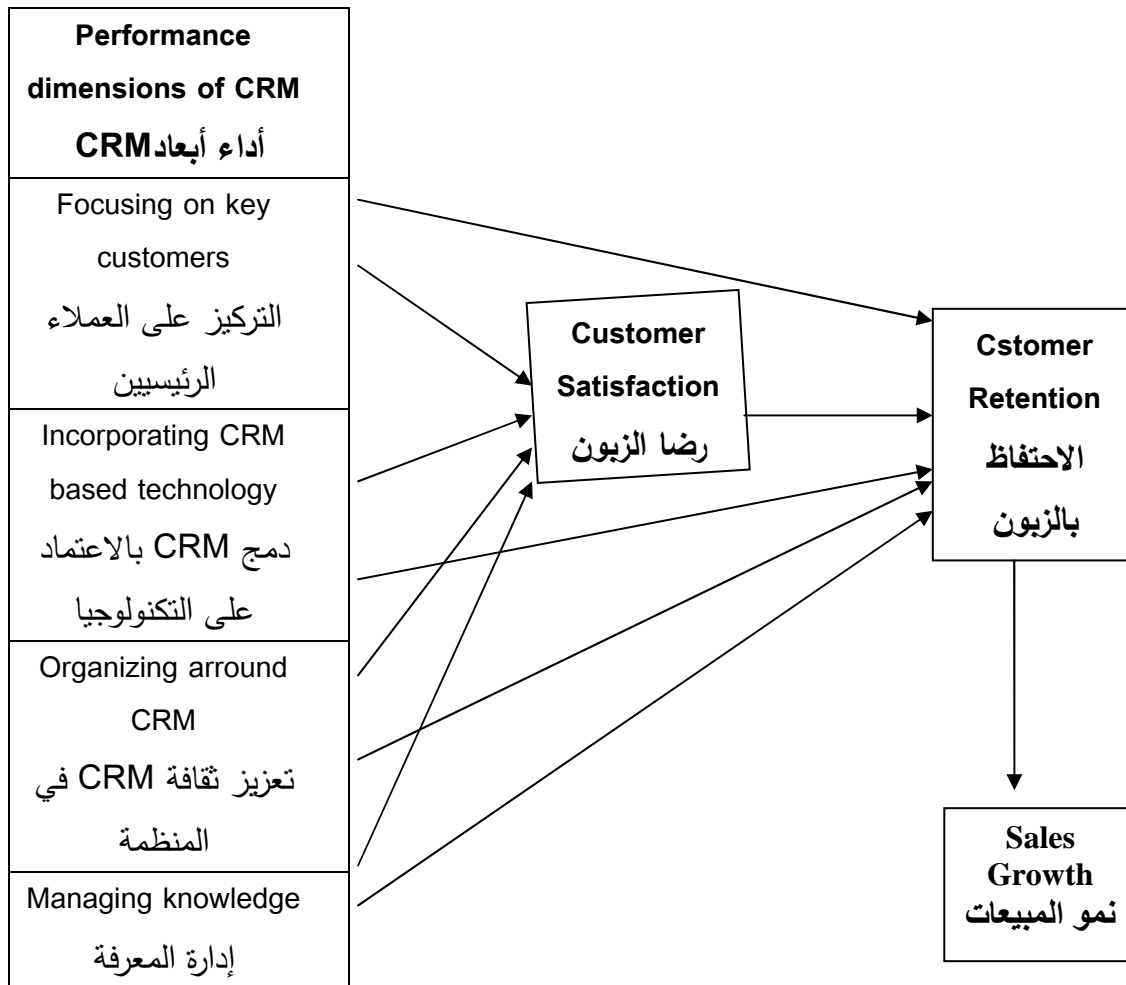 Performance
dimensions of CRM
أداء أبعادCRM
Focusing on key
customers
التركيز على العملاء
الرئيسيين
Incorporating CRM
based technology
دمج CRM بالاعتماد
على التكنولوجيا
Organizing arround
CRM
تعزيز ثقافة CRM في
المنظمة
Managing knowledge
إدارة المعرفة
Customer
Satisfaction
رضا الزبون
Cstomer
Retention
الاحتفاظ
بالزبون
Sales
Growth
نمو المبيعات